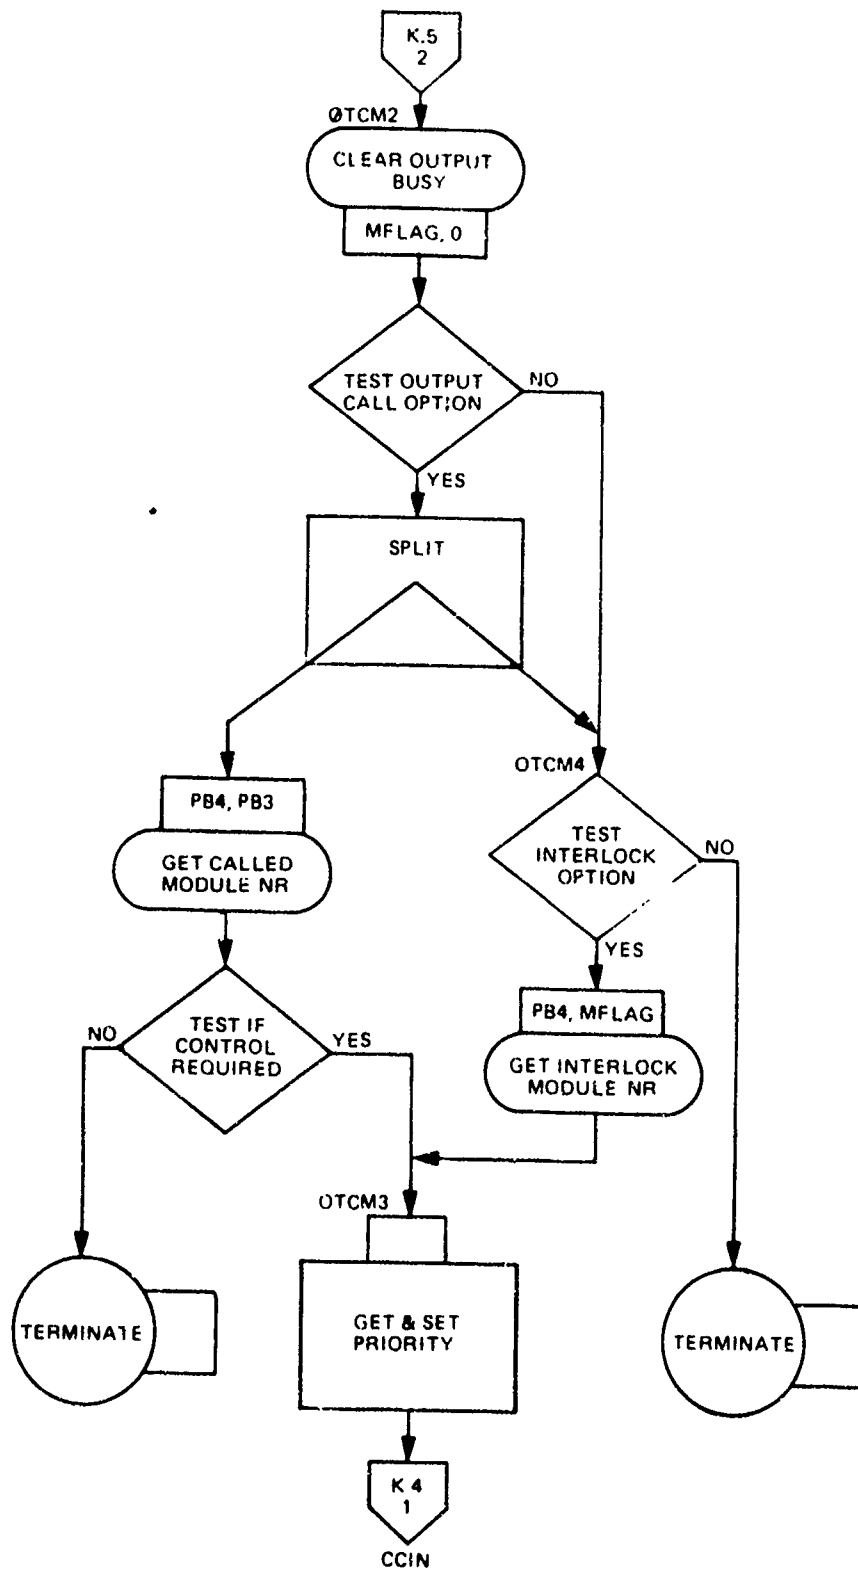 K.5
2
ØTCM2
CLEAR OUTPUT
BUSY
MFLAG, 0
TEST OUTPUT
CALL OPTION
NO
YES
SPLIT
OTCM4
PB4, PB3
GET CALLED
MODULE NR
TEST
INTERLOCK
OPTION
NO
YES
PB4, MFLAG
GET INTERLOCK
MODULE NR
NO
TEST IF
CONTROL
REQUIRED
YES
OTCM3
GET & SET
PRIORITY
TERMINATE
TERMINATE
K 4
1
CCIN